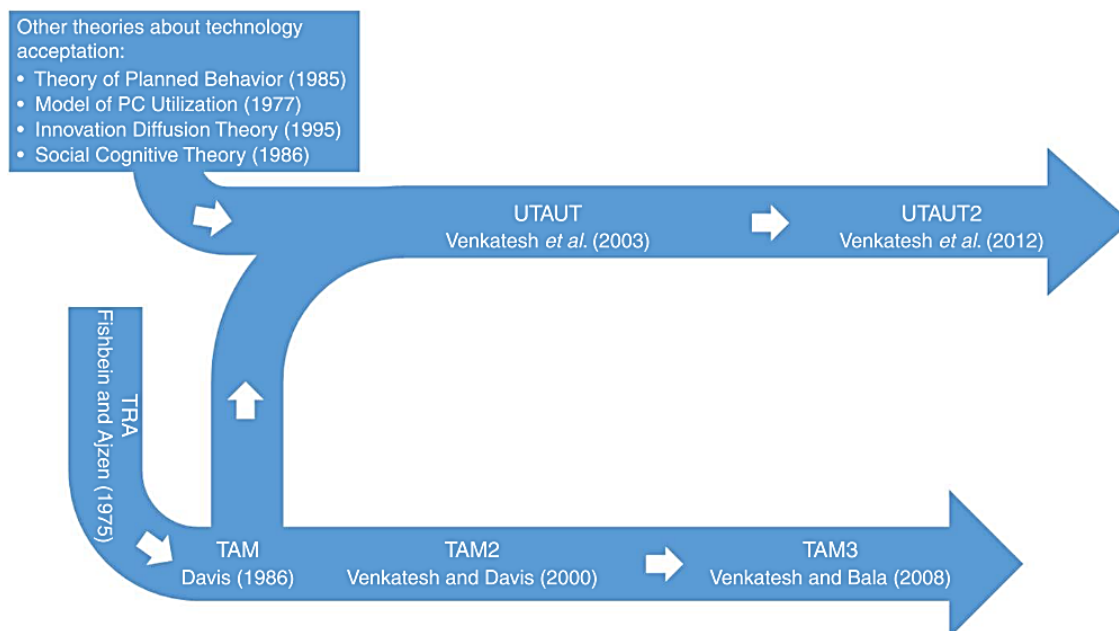 Other theories about technology
acceptation:
• Theory of Planned Behavior (1985)
• Model of PC Utilization (1977)
• Innovation Diffusion Theory (1995)
• Social Cognitive Theory (1986)
UTAUT
Venkatesh et al. (2003)
UTAUT2
Venkatesh et al. (2012)
TRA
Fishbein and Ajzen (1975)
TAM
Davis (1986)
TAM2
Venkatesh and Davis (2000)
TAM3
Venkatesh and Bala (2008)